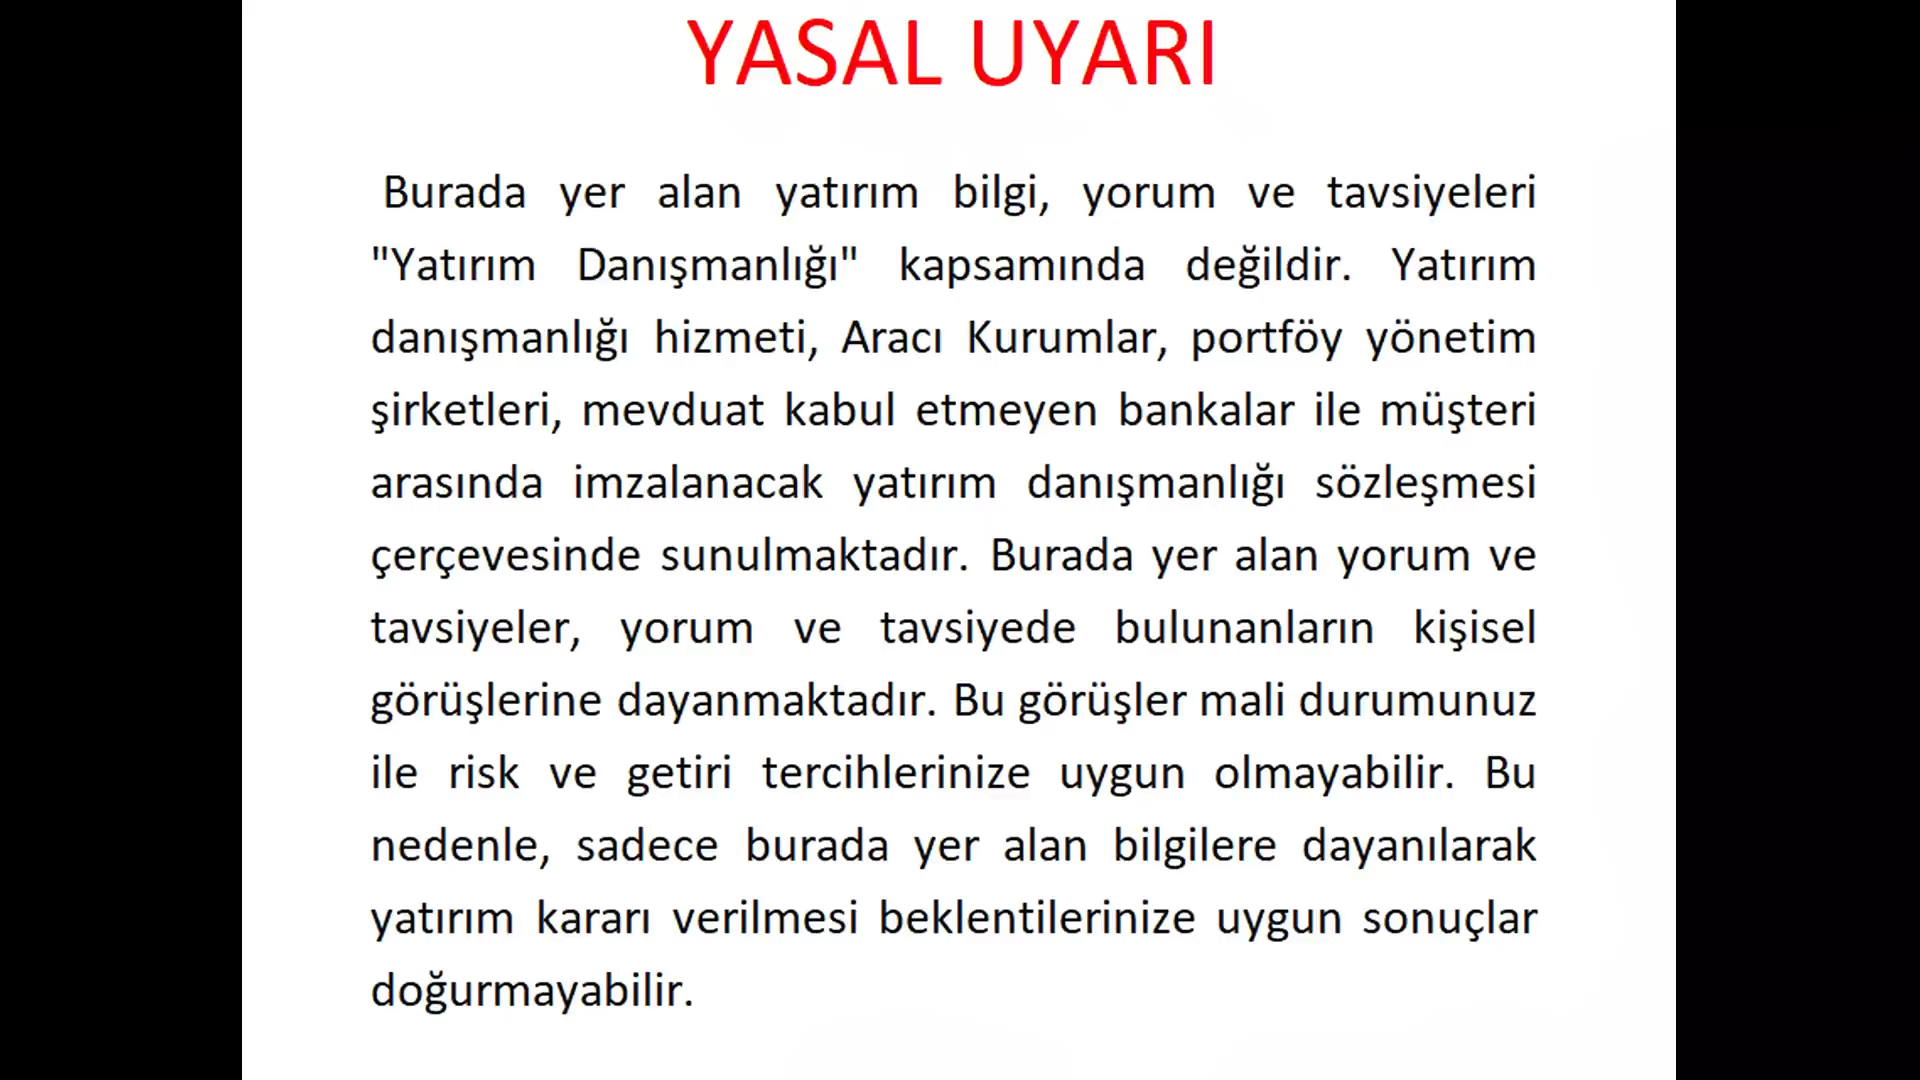 YASAL UYARI
Burada yer alan yatırım bilgi, yorum ve tavsiyeleri
"Yatırım Danışmanlığı" kapsamında değildir. Yatırım
danışmanlığı hizmeti, Aracı Kurumlar, portföy yönetim
şirketleri, mevduat kabul etmeyen bankalar ile müşteri
arasında imzalanacak yatırım danışmanlığı sözleşmesi
çerçevesinde sunulmaktadır. Burada yer alan yorum ve
tavsiyeler, yorum ve tavsiyede bulunanların kişisel
görüşlerine dayanmaktadır. Bu görüşler mali durumunuz
ile risk ve getiri tercihlerinize uygun olmayabilir. Bu
nedenle, sadece burada yer alan bilgilere dayanılarak
yatırım kararı verilmesi beklentilerinize uygun sonuçlar
doğurmayabilir.